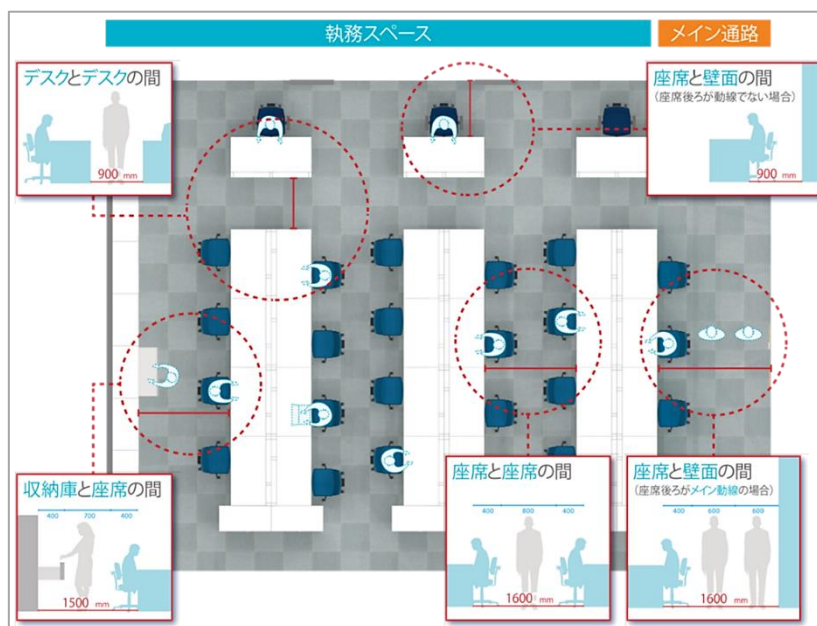 執務スペース
メイン通路
デスクとデスクの間
900 mm
座席と壁面の間
(座席後ろが動線でない場合)
900 mm
収納庫と座席の間
400 700 400
1500 mm
座席と座席の間
400 800 400
1600 mm
座席と壁面の間
(座席後ろがメイン動線の場合)
400 600 600
1600 mm